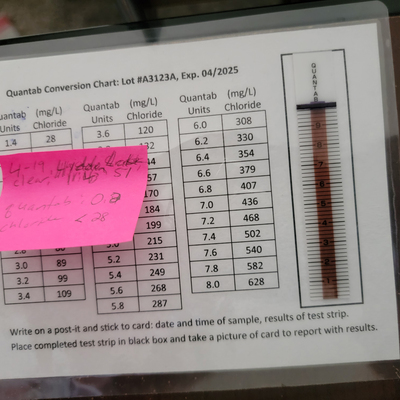 Quantab Conversion Chart: Lot #A3123A, Exp. 04/2025
Quantab (mg/L) Quantab (mg/L) Quantab (mg/L)
Units Chloride Units Chloride Units Chloride
1.4 28 3.6 120 6.0 308
132 6.2 330
6.4 354
6.6 379
170 6.8 407
184 7.0 436
199 7.2 468
215 7.4 502
3.0 89 5.2 231 7.6 540
3.2 99 5.4 249 7.8 582
3.4 109 5.6 268 8.0 628
5.8 287
Quantab: 0.8
<28
QUANTAB
Write on a post-it and stick to card: date and time of sample, results of test strip.
Place completed test strip in black box and take a picture of card to report with results.